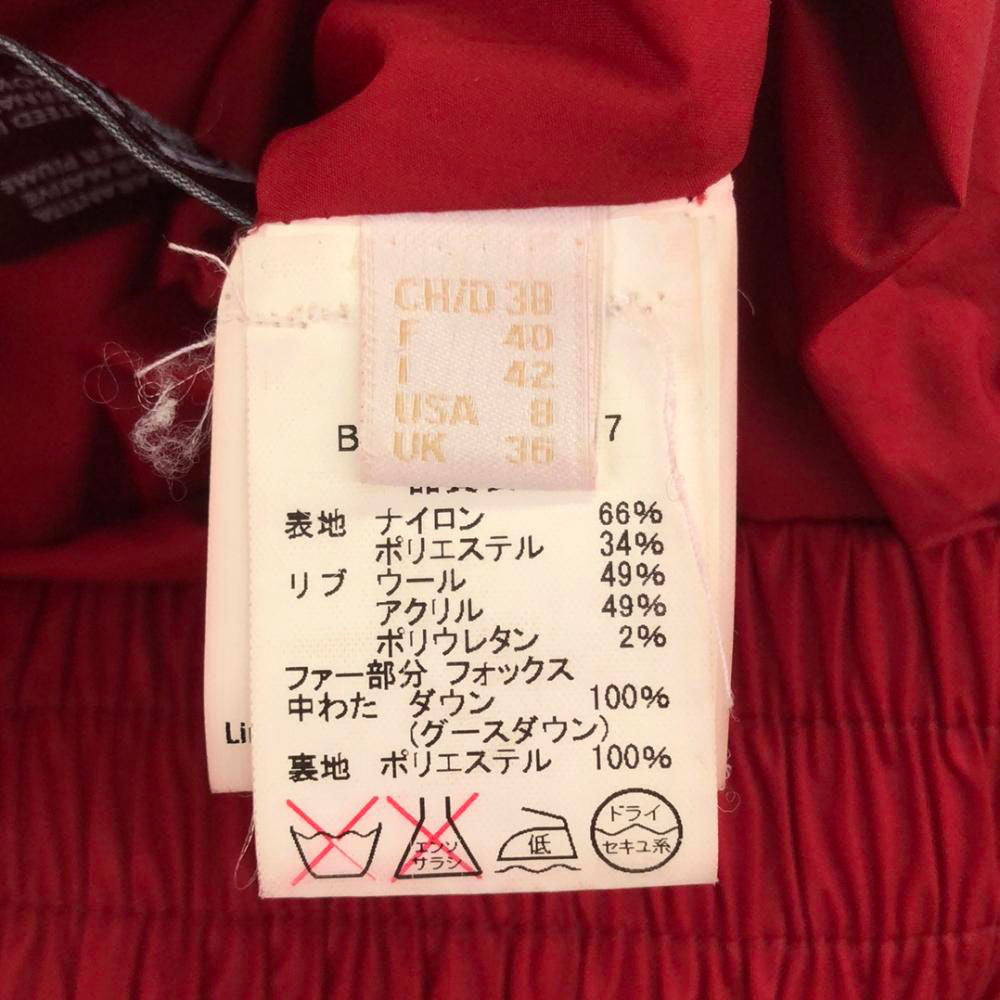 CH/D 38
F 40
I 42
USA 8
UK 36
B 7
表地 ナイロン 66%
ポリエステル 34%
リブ ウール 49%
アクリル 49%
ポリウレタン 2%
ファー部分 フォックス
中わた ダウン 100%
(グースダウン)
裏地 ポリエステル 100%
Li
エンソ
サラシ
低
ドライ
セキユ系